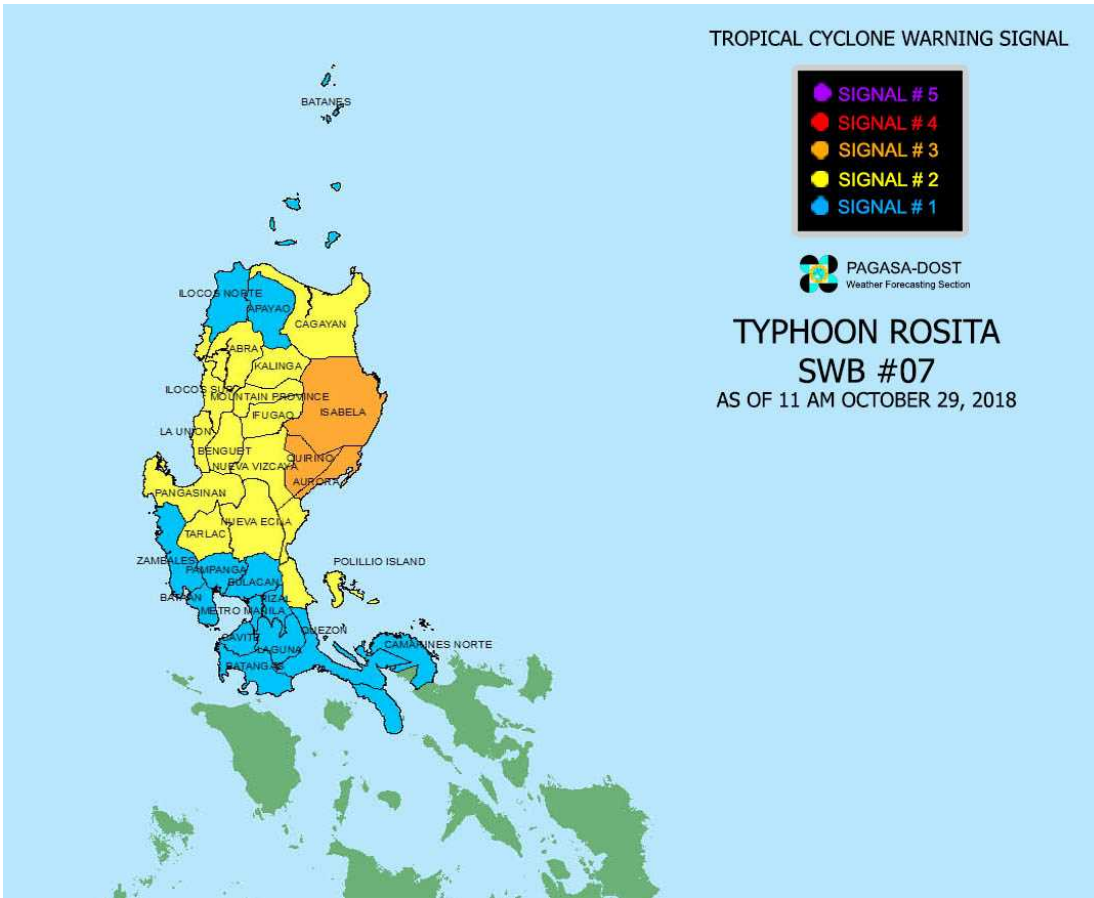 TROPICAL CYCLONE WARNING SIGNAL
SIGNAL # 5
SIGNAL # 4
SIGNAL # 3
SIGNAL # 2
SIGNAL # 1
PAGASA-DOST
Weather Forecasting Section
TYPHOON ROSITA
SWB #07
AS OF 11 AM OCTOBER 29, 2018
BATANES
ILOCOS NORTE
APAYAO
CAGAYAN
ABRA
KALINGA
ILOCOS SUR
MOUNTAIN PROVINCE
IFUGAO
ISABELA
LA UNION
BENGUET
NUEVA VIZCAYA
QUIRINO
AURORA
PANGASINAN
NUEVA ECIJA
TARLAC
ZAMBALES
PAMPANGA
BULACAN
POLILLIO ISLAND
BATAAN
RIZAL
METRO MANILA
CAVITE
QUEZON
LAGUNA
CAMARINES NORTE
BATANGAS